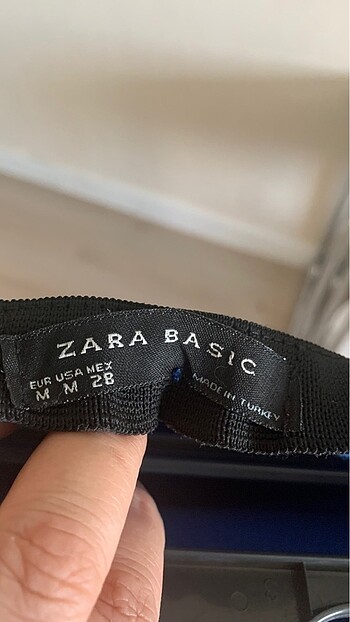 ZARA BASIC
EUR USA MEX
M M 28
MADE IN TURKEY